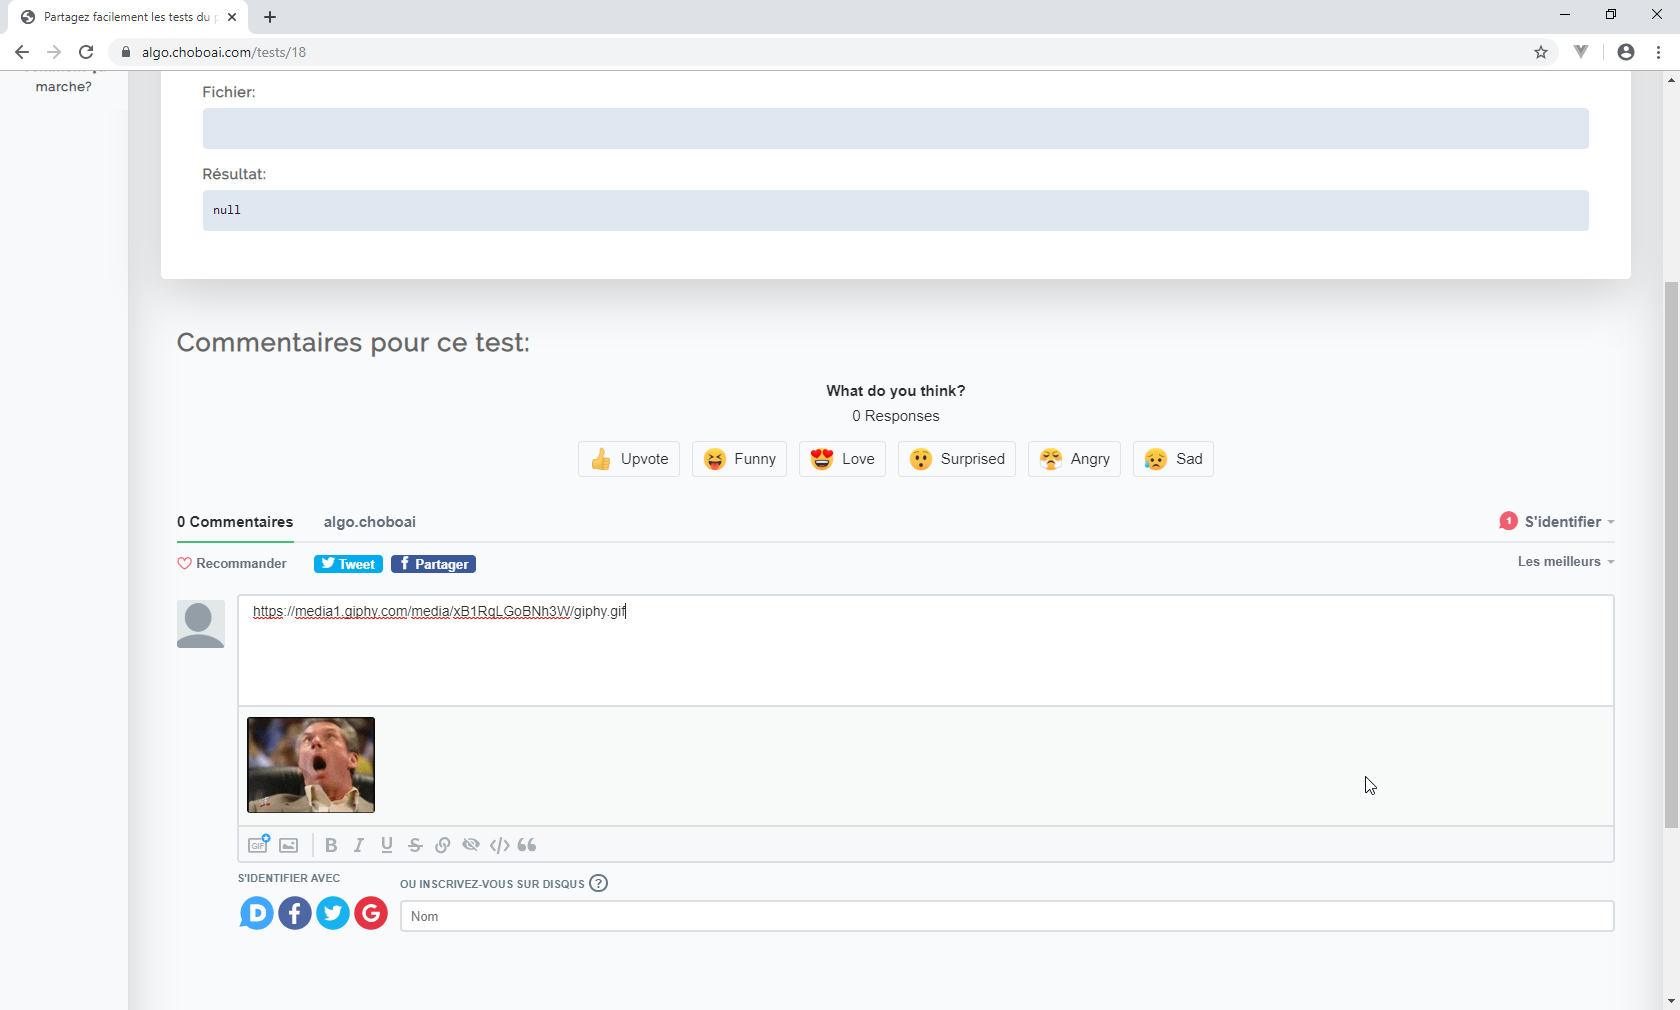 Partagez facilement les tests du
algo.choboai.com/tests/18
marche?
Fichier:
Résultat:
null
Commentaires pour ce test:
What do you think?
0 Responses
Upvote
Funny
Love
Surprised
Angry
Sad
0 Commentaires
algo.choboai
1
S'identifier
Recommander
Tweet
f Partager
Les meilleurs
https://media1.giphy.com/media/xB1RqLGoBNh3W/giphy.gif
GIF
B I U S
S'IDENTIFIER AVEC
OU INSCRIVEZ-VOUS SUR DISQUS ?
D f G
Nom